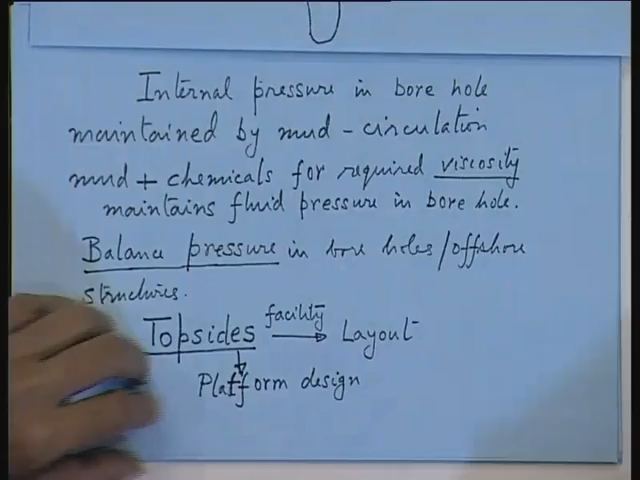 Internal pressure in bore hole
maintained by mud - circulation
mud + chemicals for required viscosity
maintains fluid pressure in bore hole.
Balance pressure in bore holes/offshore
structures.
Topsides facility → Layout
↓
Platform design